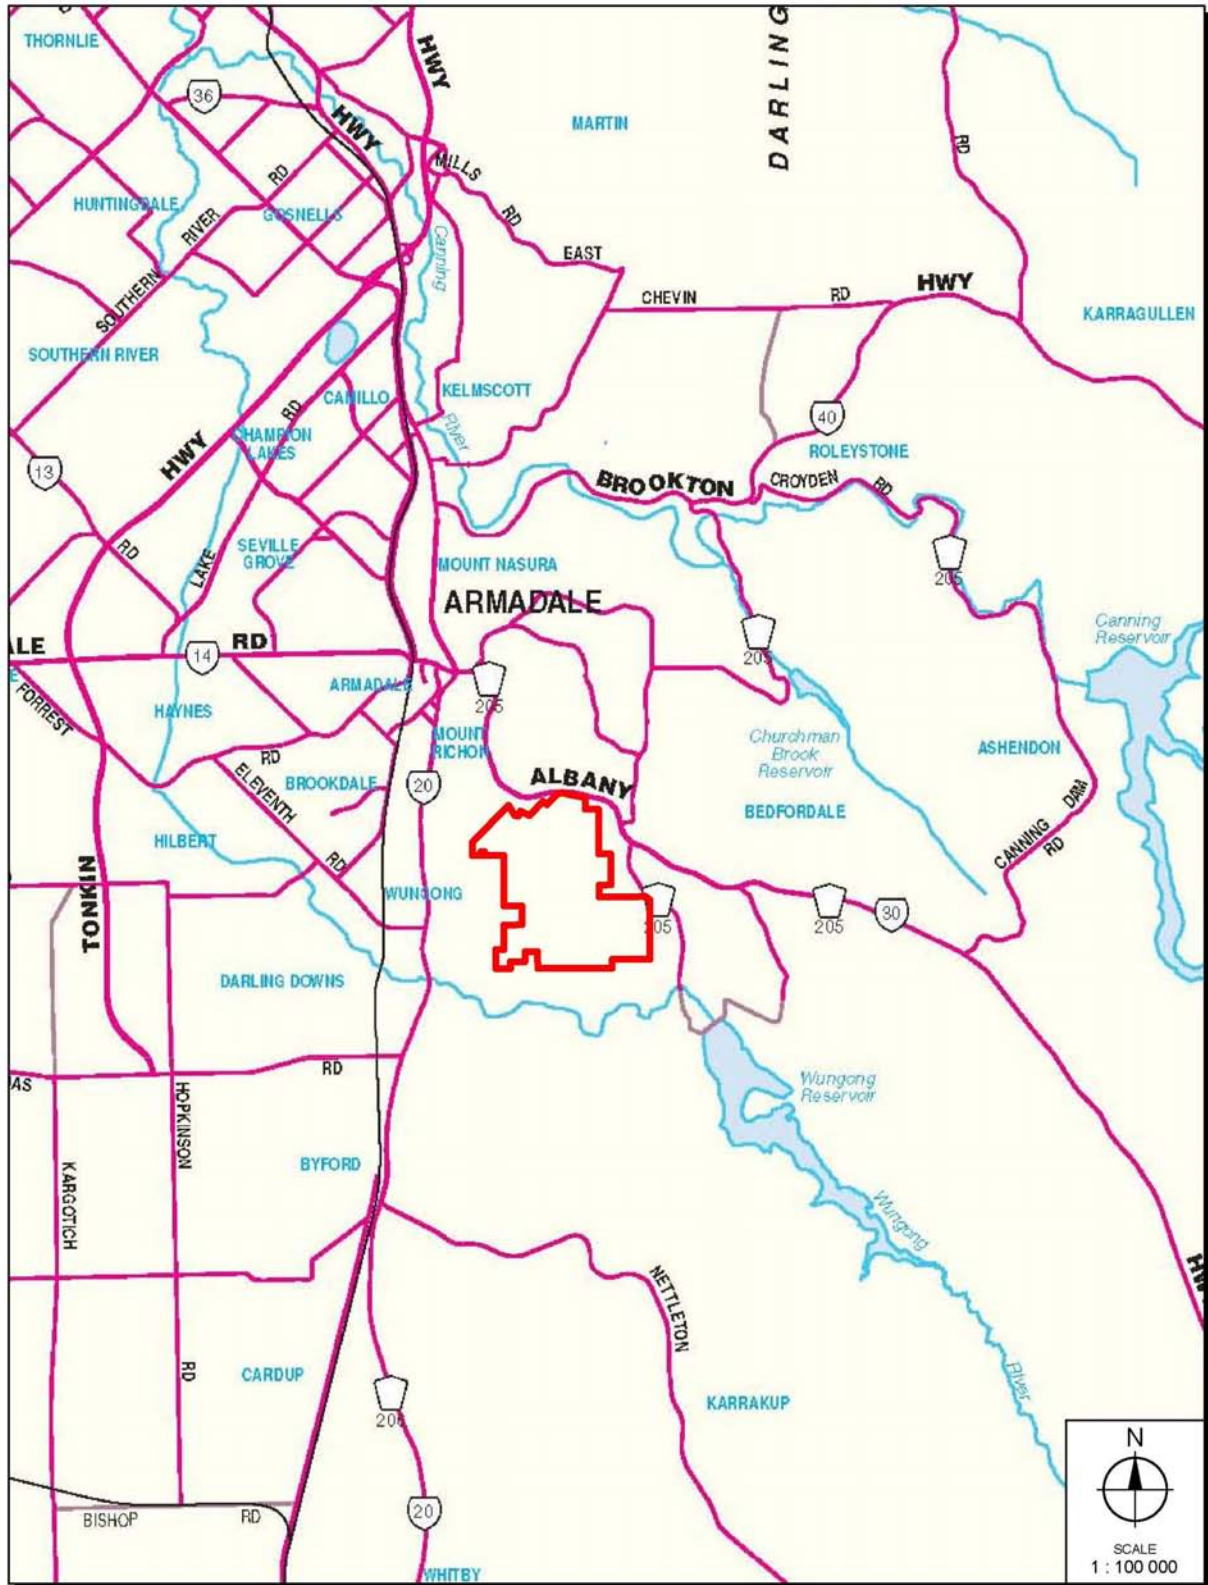 THORNLIE
HWY
DARLING
36
HWY
MARTIN
RD
MILLS
RD
HUNTINGDALE
RD
GOSNELLS
RIVER
RD
EAST
Canning
SOUTHERN
CHEVIN
RD
HWY
KARRAGULLEN
SOUTHERN RIVER
CAMILLO
KELMSCOTT
RD
40
River
HWY
CHAMPION
LAKES
ROLEYSTONE
13
BROOKTON
CROYDEN
RD
RD
SEVILLE
GROVE
LAKE
MOUNT NASURA
205
ARMADALE
Canning
Reservoir
ALE
14
RD
205
ARMADALE
205
FORREST
HAYNES
MOUNT
RICHON
Churchman
Brook
Reservoir
ASHENDON
RD
ELEVENTH
BROOKDALE
20
ALBANY
BEDFORDALE
DAM
CANNING
RD
HILBERT
RD
TONKIN
WUNGONG
205
205
30
DARLING DOWNS
RD
AS
HOPKINSON
Wungong
Reservoir
KARGOTICH
BYFORD
Wungong
HWY
NETTLETON
RD
CARDUP
River
206
KARRAKUP
20
BISHOP
RD
WHITBY
N
SCALE
1 : 100 000